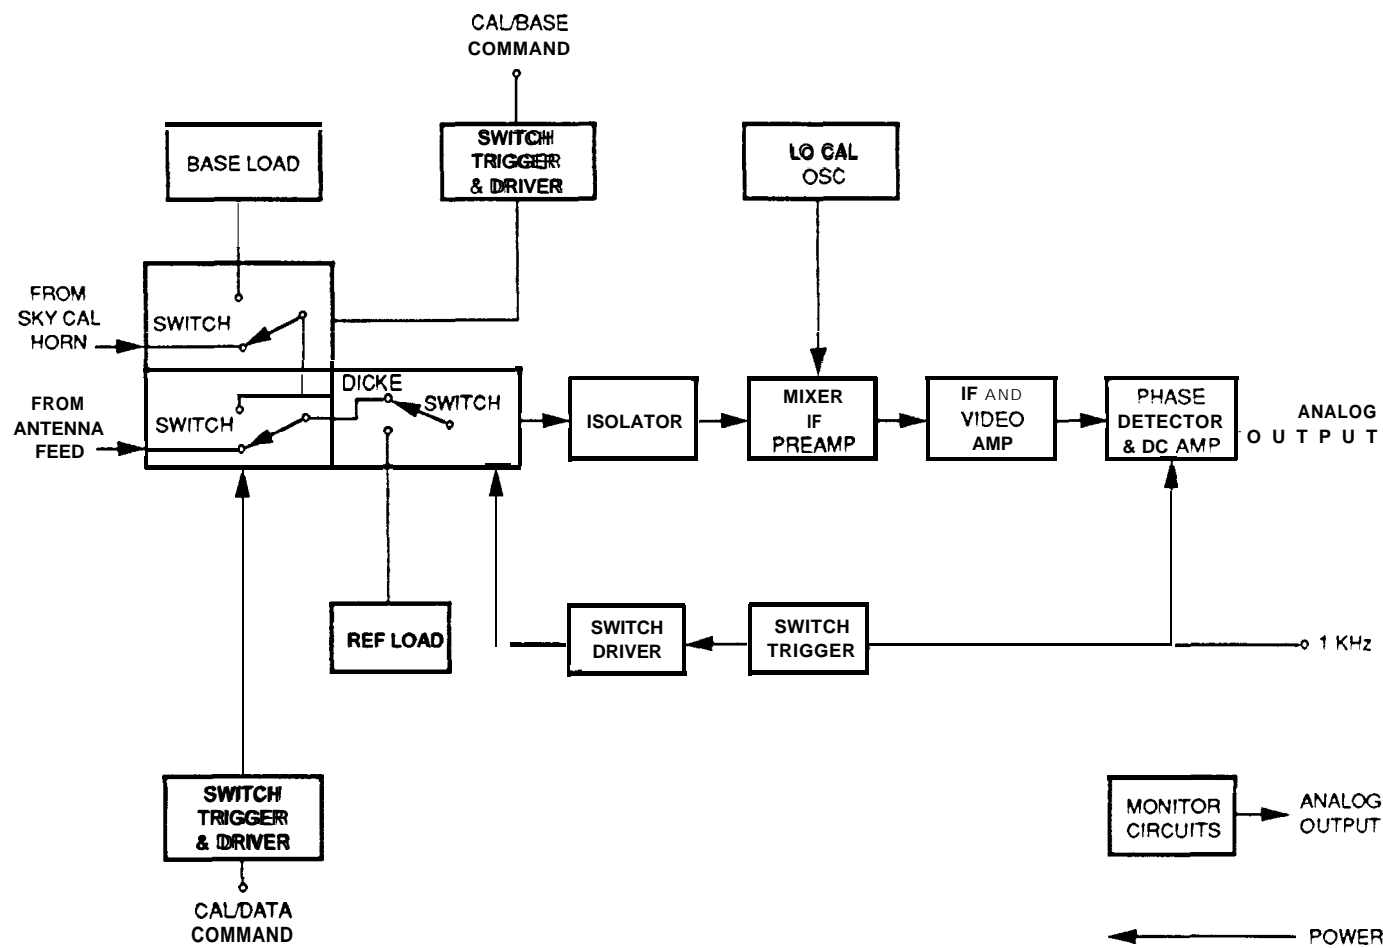 CAL/BASE
COMMAND
BASE LOAD
SWITCH
TRIGGER
& DRIVER
LO CAL
OSC
FROM
SKY CAL
HORN
SWITCH
FROM
ANTENNA
FEED
SWITCH
DICKE
SWITCH
ISOLATOR
MIXER
IF
PREAMP
IF AND
VIDEO
AMP
PHASE
DETECTOR
& DC AMP
ANALOG
OUTPUT
REF LOAD
SWITCH
DRIVER
SWITCH
TRIGGER
1 KHz
SWITCH
TRIGGER
& DRIVER
CAL/DATA
COMMAND
MONITOR
CIRCUITS
ANALOG
OUTPUT
POWER